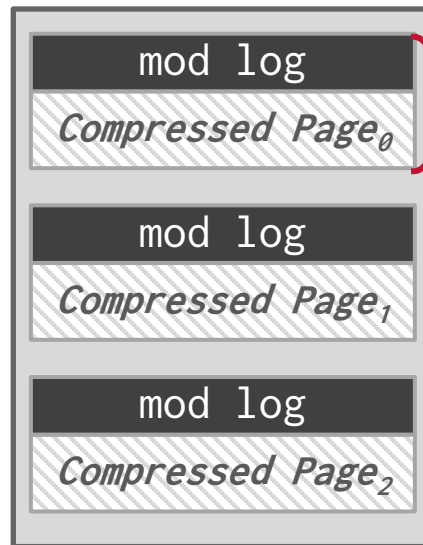 mod log
Compressed Page₀
mod log
Compressed Page₁
mod log
Compressed Page₂